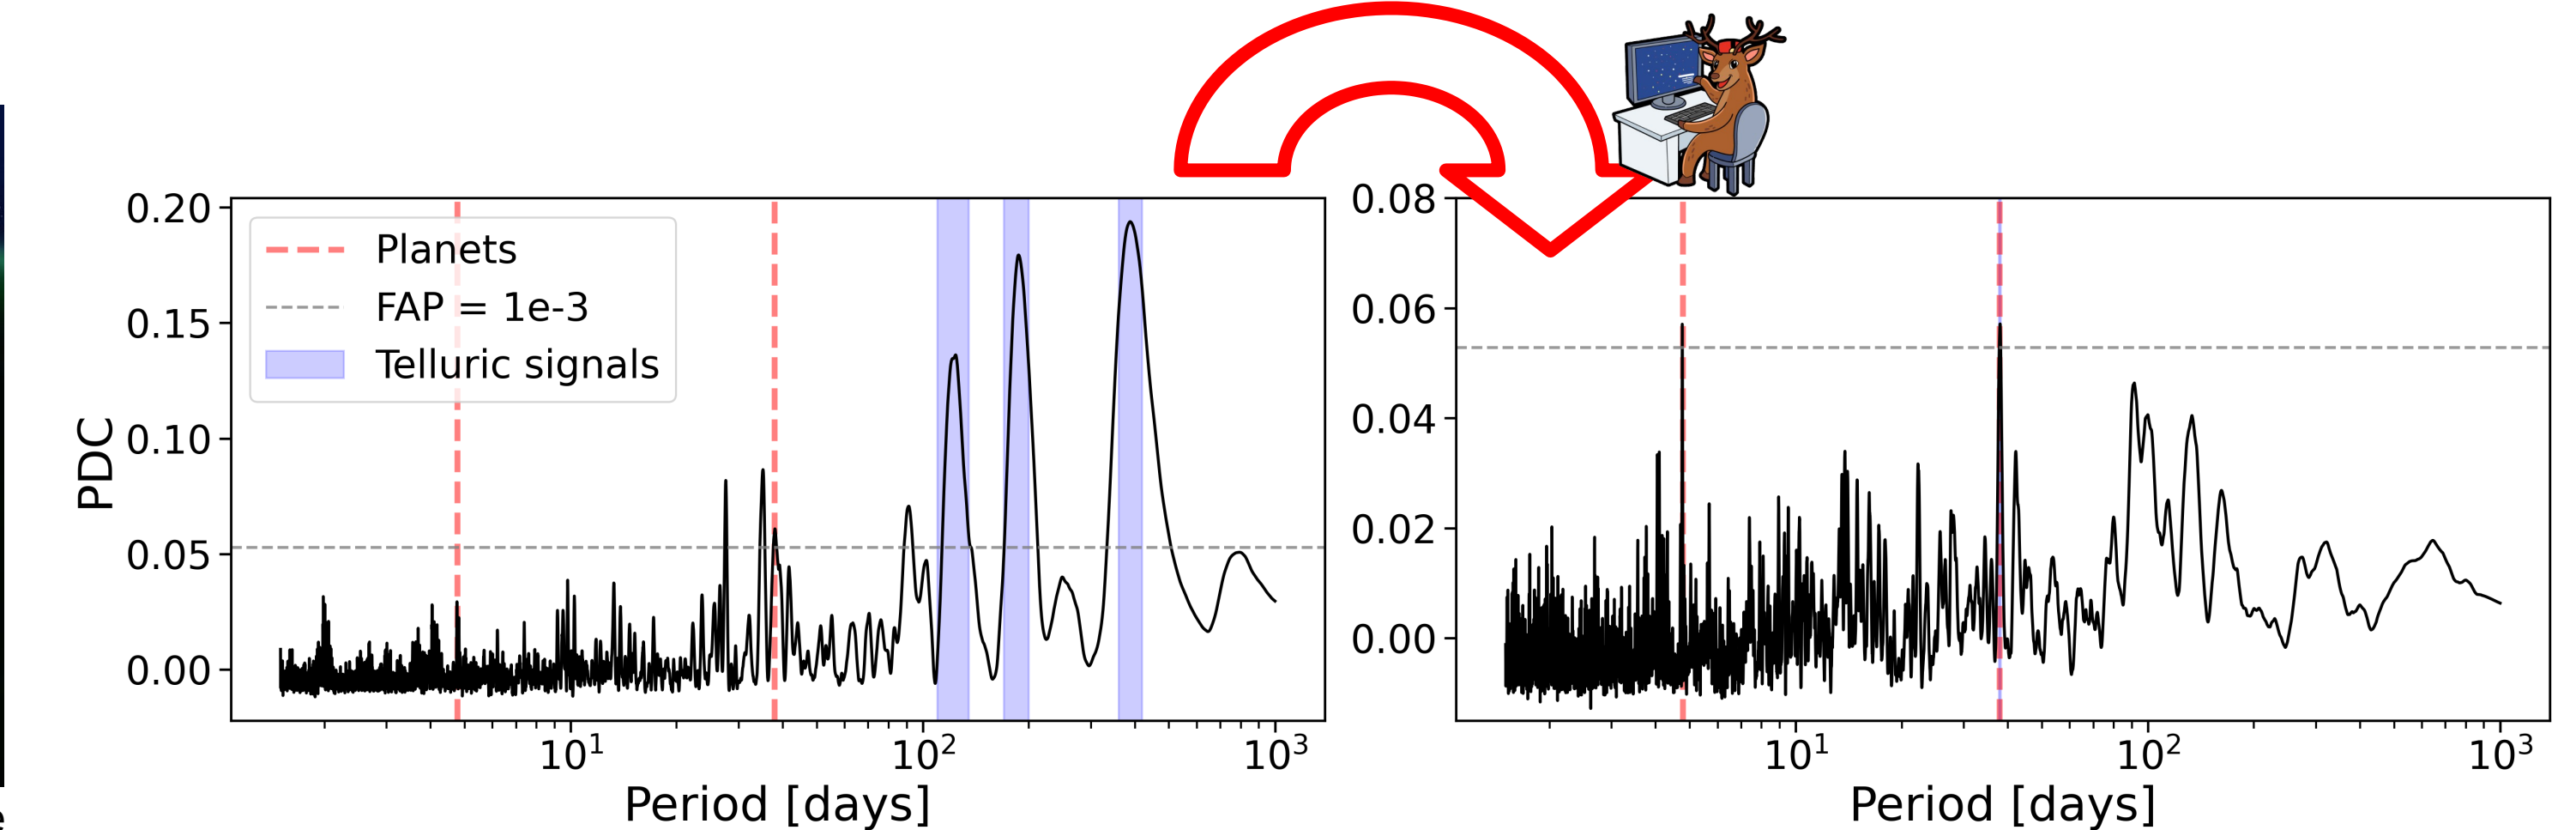 0.20
0.15
0.10
0.05
0.00
PDC
Planets
FAP = 1e-3
Telluric signals
10¹
10²
10³
Period [days]
0.08
0.06
0.04
0.02
0.00
10¹
10²
10³
Period [days]